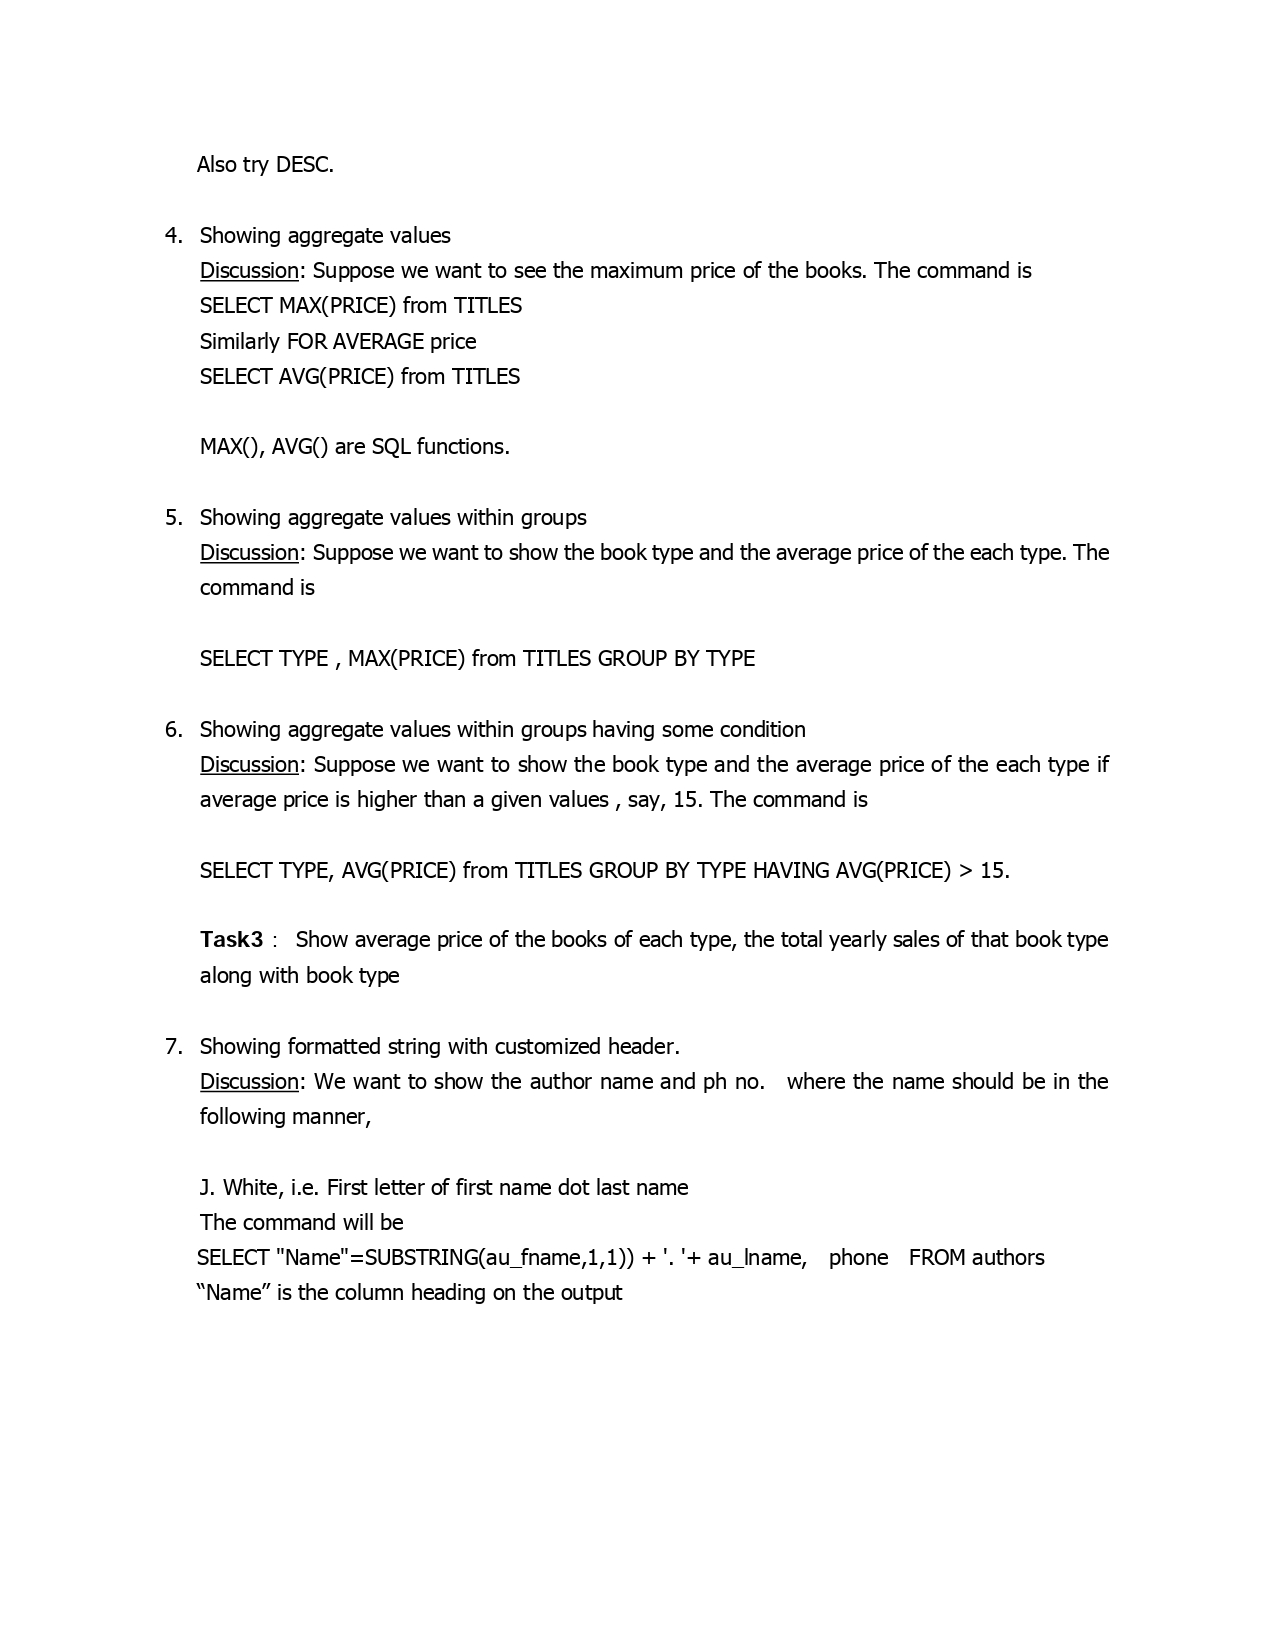 Also try DESC.
4. Showing aggregate values
Discussion: Suppose we want to see the maximum price of the books. The command is
SELECT MAX(PRICE) from TITLES
Similarly FOR AVERAGE price
SELECT AVG(PRICE) from TITLES
MAX(), AVG() are SQL functions.
5. Showing aggregate values within groups
Discussion: Suppose we want to show the book type and the average price of the each type. The
command is
SELECT TYPE , MAX(PRICE) from TITLES GROUP BY TYPE
6. Showing aggregate values within groups having some condition
Discussion: Suppose we want to show the book type and the average price of the each type if
average price is higher than a given values , say, 15. The command is
SELECT TYPE, AVG(PRICE) from TITLES GROUP BY TYPE HAVING AVG(PRICE) > 15.
Task3 : Show average price of the books of each type, the total yearly sales of that book type
along with book type
7. Showing formatted string with customized header.
Discussion: We want to show the author name and ph no. where the name should be in the
following manner,
J. White, i.e. First letter of first name dot last name
The command will be
SELECT "Name"=SUBSTRING(au_fname,1,1)) + '. '+ au_lname, phone FROM authors
“Name” is the column heading on the output